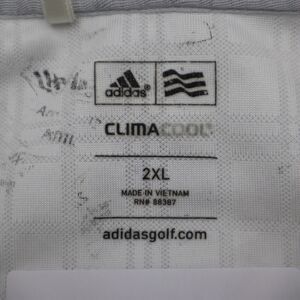 adidas®
CLIMACOOL®
2XL
MADE IN VIETNAM
RN# 88387
adidasgolf.com